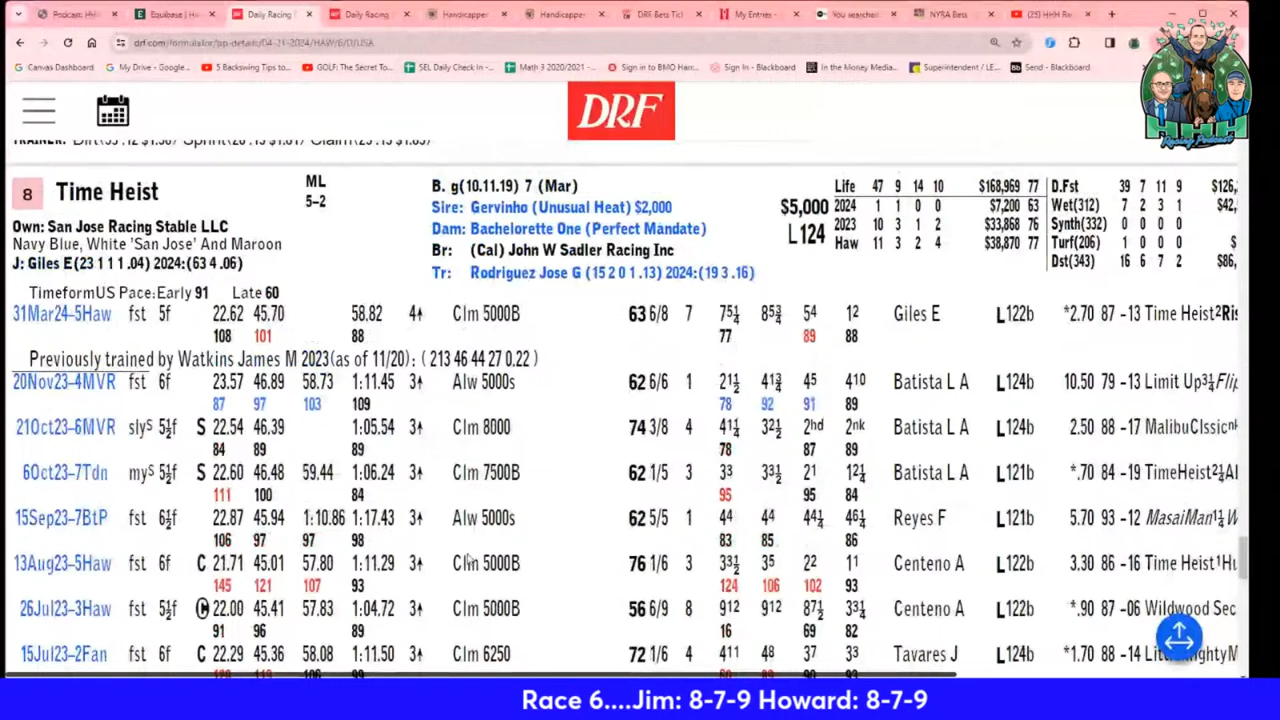 Podcast: HH
Equibase | H
Daily Racing
Daily Racing
Handicapper
Handicapper
DRF Bets Tic
My Entries -
You searche
NYRA Bets
(25) HHH R
drf.com/formulator/pp-details/04-21-2024/HAW/6/D/USA
Canvas Dashboard
My Drive - Google...
5 Backswing Tips to...
GOLF: The Secret To...
SEL Daily Check In -...
Math 3 2020/2021 -...
Sign in to BMO Harr...
Sign In - Blackboard
In the Money Media...
Superintendent / LE...
Send - Blackboard
HHH
Racing Podcast
DRF
8 Time Heist
ML
5-2
Own: San Jose Racing Stable LLC
Navy Blue, White 'San Jose' And Maroon
J: Giles E(23 1 1 1 .04) 2024:(63 4 .06)
B. g(10.11.19) 7 (Mar)
Sire: Gervinho (Unusual Heat) $2,000
Dam: Bachelorette One (Perfect Mandate)
Br: (Cal) John W Sadler Racing Inc
Tr: Rodriguez Jose G (15 2 0 1 .13) 2024:(19 3 .16)
$5,000
L124
Life 47 9 14 10 $168,969 77
2024 1 1 0 0 $7,200 63
2023 10 3 1 2 $33,868 76
Haw 11 3 2 4 $38,870 77
D.Fst 39 7 11 9 $126,
Wet(312) 7 2 3 1 $42,
Synth(332) 0 0 0 0
Turf(206) 1 0 0 0 $
Dst(343) 16 6 7 2 $86,
TimeformUS Pace:Early 91 Late 60
31Mar24-5Haw fst 5f 22.62 45.70 58.82 4↑ Clm 5000B 63 6/8 7 75¼ 85¾ 54 1² Giles E L122b *2.70 87 -13 Time Heist²Ris
108 101 88 77 89 88
Previously trained by Watkins James M 2023(as of 11/20): ( 213 46 44 27 0.22 )
20Nov23-4MVR fst 6f 23.57 46.89 58.73 1:11.45 3↑ Alw 5000s 62 6/6 1 21½ 41¾ 45 410 Batista L A L124b 10.50 79 -13 Limit Up3¼Flip
87 97 103 109 78 92 91 89
21Oct23-6MVR slyS 5½f S 22.54 46.39 1:05.54 3↑ Clm 8000 74 3/8 4 41¼ 32½ 2hd 2nk Batista L A L124b 2.50 88 -17 MalibuClssicnk
84 89 89 78 87 89
6Oct23-7Tdn myS 5½f S 22.60 46.48 59.44 1:06.24 3↑ Clm 7500B 62 1/5 3 33 33½ 21 12¼ Batista L A L121b *.70 84 -19 TimeHeist2¼Al
111 100 84 95 95 84
15Sep23-7BtP fst 6½f 22.87 45.94 1:10.86 1:17.43 3↑ Alw 5000s 62 5/5 1 44 44 44½ 46¼ Reyes F L121b 5.70 93 -12 MasaiMan1¼W
106 97 97 98 83 85 86
13Aug23-5Haw fst 6f C 21.71 45.01 57.80 1:11.29 3↑ Clm 5000B 76 1/6 3 33½ 35 22 11 Centeno A L122b 3.30 86 -16 Time Heist¹Hu
145 121 107 93 124 106 102 93
26Jul23-3Haw fst 5½f C 22.00 45.41 57.83 1:04.72 3↑ Clm 5000B 56 6/9 8 912 912 87½ 33¼ Centeno A L122b *.90 87 -06 Wildwood Sec
91 96 89 16 69 82
15Jul23-2Fan fst 6f C 22.29 45.36 58.08 1:11.50 3↑ Clm 6250 72 1/6 4 411 48 37 33 Tavares J L124b *1.70 88 -14
Race 6....Jim: 8-7-9 Howard: 8-7-9